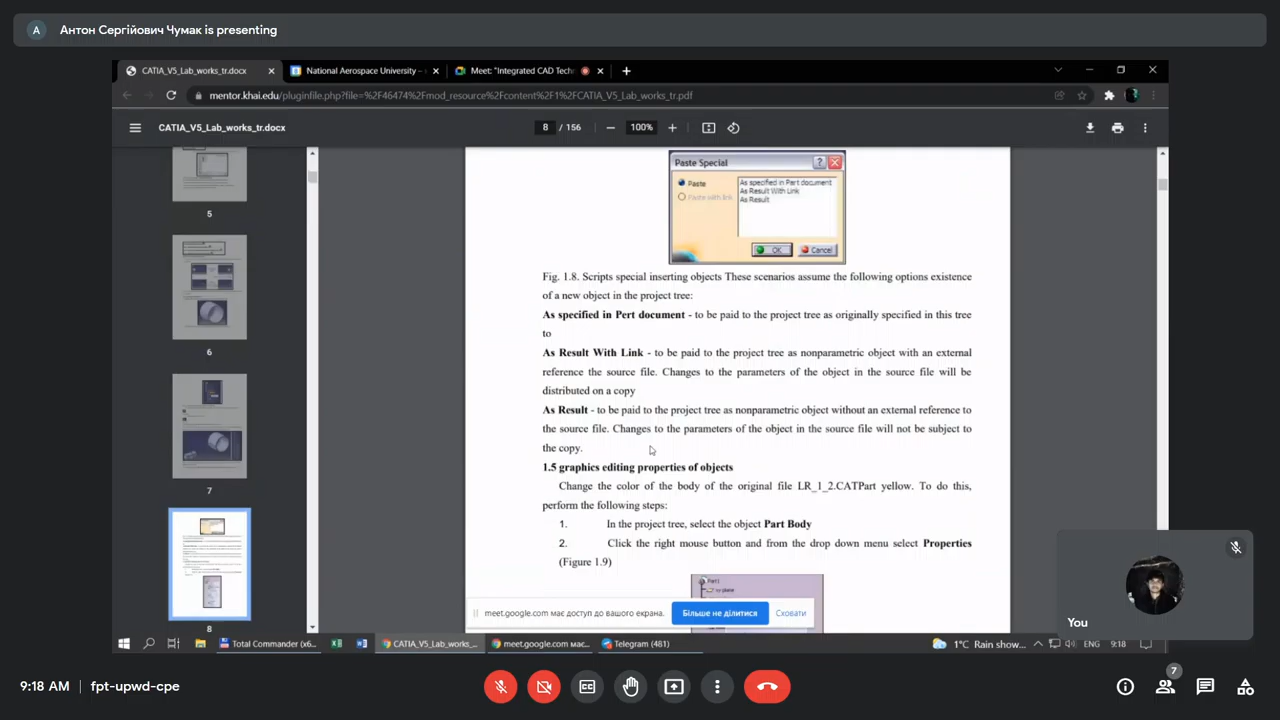 A Антон Сергійович Чумак is presenting
CATIA_V5_Lab_works_tr.docx
National Aerospace University –
Meet: "Integrated CAD Tech
mentor.khai.edu/pluginfile.php?file=%2F46474%2Fmod_resource%2Fcontent%2F1%2FCATIA_V5_Lab_works_tr.pdf
CATIA_V5_Lab_works_tr.docx
8 / 156
100%
5
6
7
8
Paste Special
Paste
Paste with link
As specified in Part document
As Result With Link
As Result
OK
Cancel
Fig. 1.8. Scripts special inserting objects These scenarios assume the following options existence
of a new object in the project tree:
As specified in Pert document - to be paid to the project tree as originally specified in this tree
to
As Result With Link - to be paid to the project tree as nonparametric object with an external
reference the source file. Changes to the parameters of the object in the source file will be
distributed on a copy
As Result - to be paid to the project tree as nonparametric object without an external reference to
the source file. Changes to the parameters of the object in the source file will not be subject to
the copy.
1.5 graphics editing properties of objects
Change the color of the body of the original file LR_1_2.CATPart yellow. To do this,
perform the following steps:
1. In the project tree, select the object Part Body
2. Click the right mouse button and from the drop down menu select Properties
(Figure 1.9)
Part1
xy plane
meet.google.com має доступ до вашого екрана.
Більше не ділитися
Сховати
You
Total Commander (x6...
CATIA_V5_Lab_works_...
meet.google.com має...
Telegram (481)
1°C Rain show...
ENG
9:18
9:18 AM | fpt-upwd-cpe
7